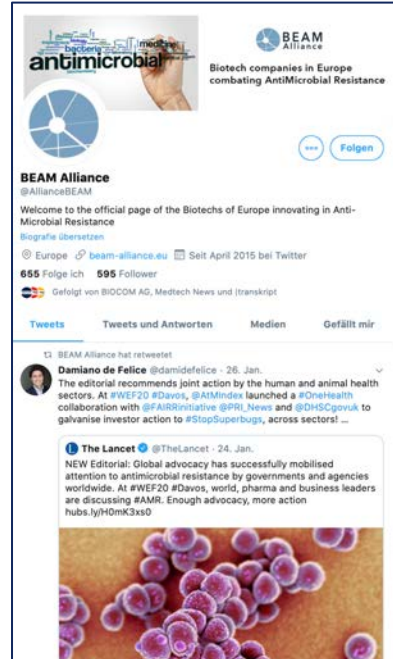 biology
bacteria
medicine
antimicrobial
BEAM
Alliance
Biotech companies in Europe
combating AntiMicrobial Resistance
Folgen
BEAM Alliance
@AllianceBEAM
Welcome to the official page of the Biotechs of Europe innovating in Anti-
Microbial Resistance
Biografie übersetzen
Europe beam-alliance.eu Seit April 2015 bei Twitter
655 Folge ich 595 Follower
Gefolgt von BIOCOM AG, Medtech News und |transkript
Tweets Tweets und Antworten Medien Gefällt mir
BEAM Alliance hat retweetet
Damiano de Felice @damidefelice · 26. Jan.
The editorial recommends joint action by the human and animal health
sectors. At #WEF20 #Davos, @AtMIndex launched a #OneHealth
collaboration with @FAIRRinitiative @PRI_News and @DHSCgovuk to
galvanise investor action to #StopSuperbugs, across sectors! ...
The Lancet @TheLancet · 24. Jan.
NEW Editorial: Global advocacy has successfully mobilised
attention to antimicrobial resistance by governments and agencies
worldwide. At #WEF20 #Davos, world, pharma and business leaders
are discussing #AMR. Enough advocacy, more action
hubs.ly/H0mK3xs0